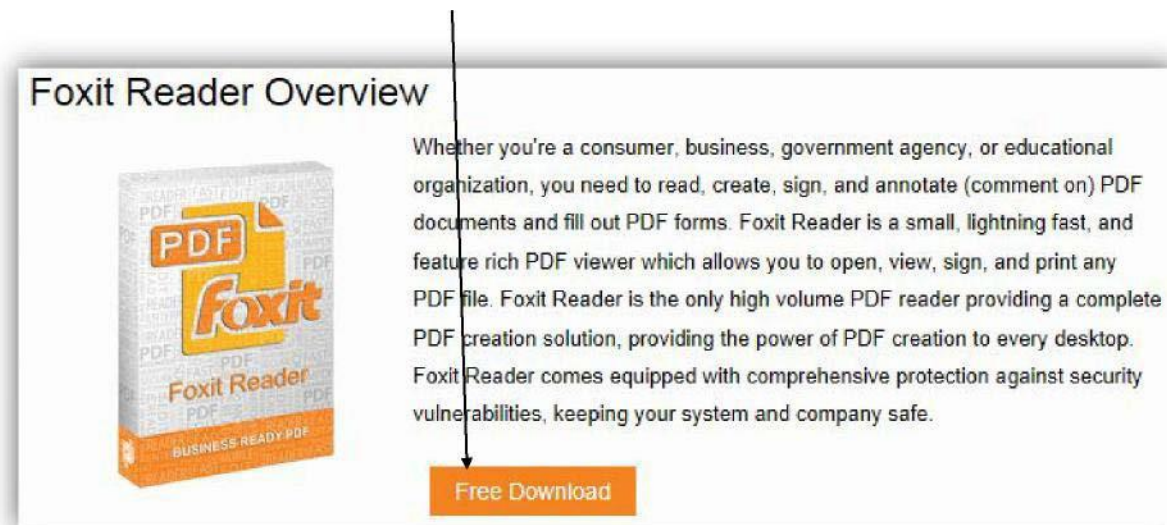 Foxit Reader Overview
Whether you're a consumer, business, government agency, or educational
organization, you need to read, create, sign, and annotate (comment on) PDF
documents and fill out PDF forms. Foxit Reader is a small, lightning fast, and
feature rich PDF viewer which allows you to open, view, sign, and print any
PDF file. Foxit Reader is the only high volume PDF reader providing a complete
PDF creation solution, providing the power of PDF creation to every desktop.
Foxit Reader comes equipped with comprehensive protection against security
vulnerabilities, keeping your system and company safe.
PDF
Foxit
Foxit Reader
BUSINESS READY PDF
Free Download